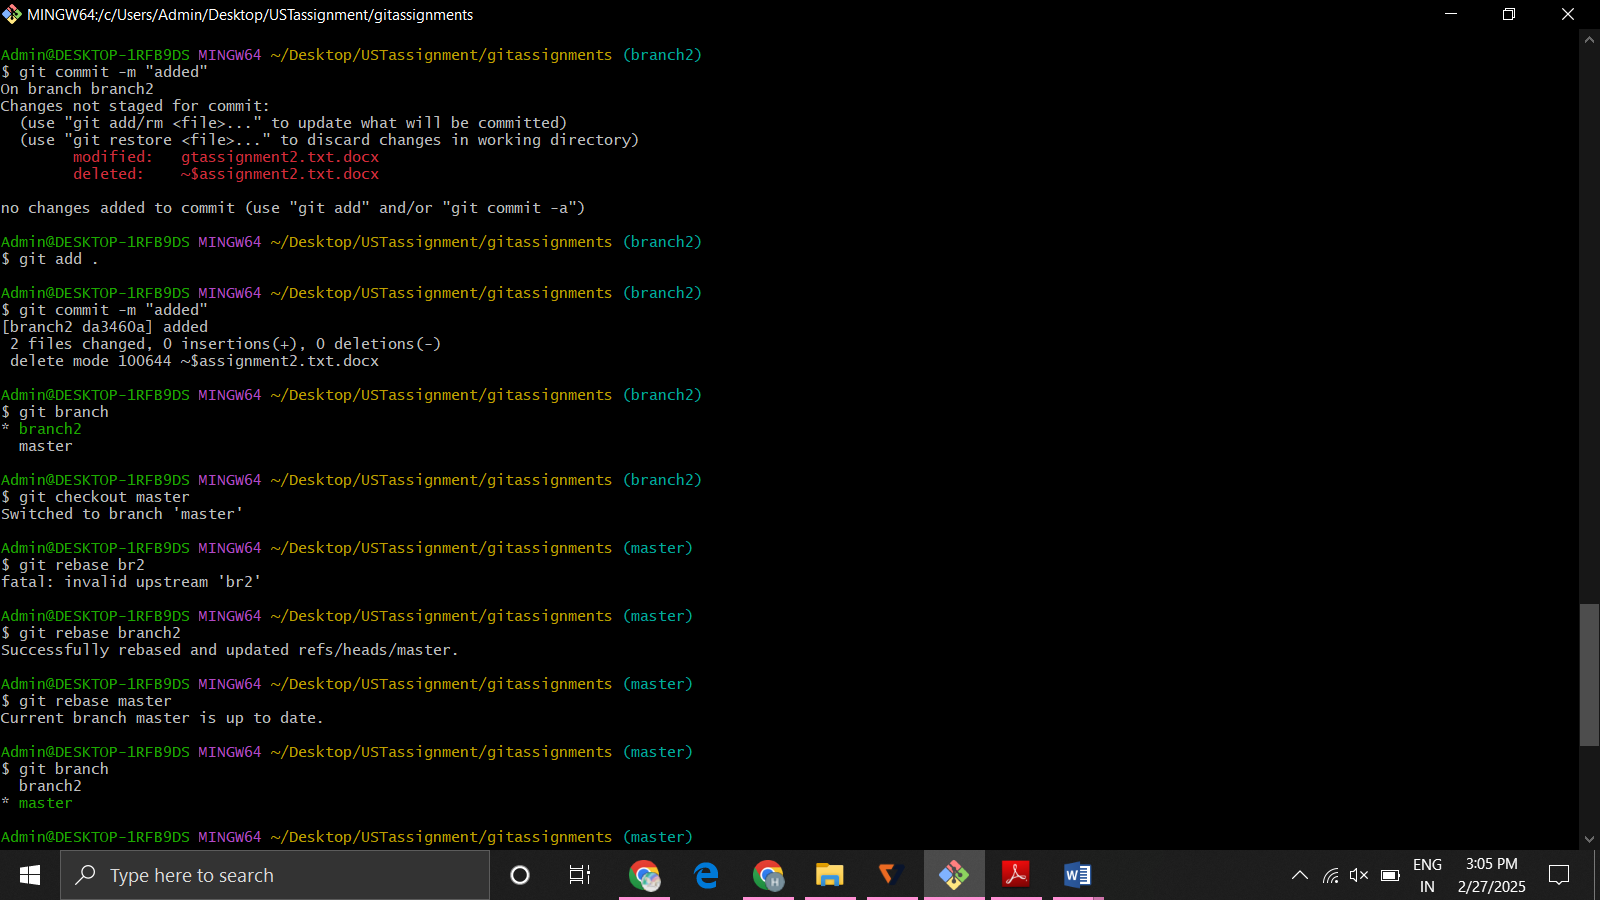 MINGW64:/c/Users/Admin/Desktop/USTassignment/gitassignments
Admin@DESKTOP-1RFB9DS MINGW64 ~/Desktop/USTassignment/gitassignments (branch2)
$ git commit -m "added"
On branch branch2
Changes not staged for commit:
  (use "git add/rm <file>..." to update what will be committed)
  (use "git restore <file>..." to discard changes in working directory)
        modified:   gtassignment2.txt.docx
        deleted:    ~$assignment2.txt.docx
no changes added to commit (use "git add" and/or "git commit -a")
Admin@DESKTOP-1RFB9DS MINGW64 ~/Desktop/USTassignment/gitassignments (branch2)
$ git add .
Admin@DESKTOP-1RFB9DS MINGW64 ~/Desktop/USTassignment/gitassignments (branch2)
$ git commit -m "added"
[branch2 da3460a] added
 2 files changed, 0 insertions(+), 0 deletions(-)
 delete mode 100644 ~$assignment2.txt.docx
Admin@DESKTOP-1RFB9DS MINGW64 ~/Desktop/USTassignment/gitassignments (branch2)
$ git branch
* branch2
  master
Admin@DESKTOP-1RFB9DS MINGW64 ~/Desktop/USTassignment/gitassignments (branch2)
$ git checkout master
Switched to branch 'master'
Admin@DESKTOP-1RFB9DS MINGW64 ~/Desktop/USTassignment/gitassignments (master)
$ git rebase br2
fatal: invalid upstream 'br2'
Admin@DESKTOP-1RFB9DS MINGW64 ~/Desktop/USTassignment/gitassignments (master)
$ git rebase branch2
Successfully rebased and updated refs/heads/master.
Admin@DESKTOP-1RFB9DS MINGW64 ~/Desktop/USTassignment/gitassignments (master)
$ git rebase master
Current branch master is up to date.
Admin@DESKTOP-1RFB9DS MINGW64 ~/Desktop/USTassignment/gitassignments (master)
$ git branch
  branch2
* master
Admin@DESKTOP-1RFB9DS MINGW64 ~/Desktop/USTassignment/gitassignments (master)
Type here to search
ENG
IN
3:05 PM
2/27/2025